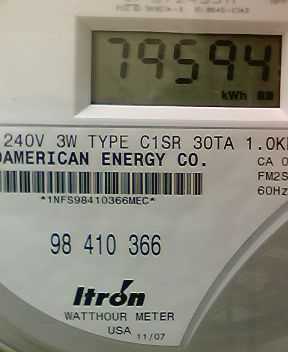 79594
kWh
240V 3W TYPE C1SR 30TA 1.0K
AMERICAN ENERGY CO.
CA 0
FM2S
60Hz
*1NFS98410366MEC*
98 410 366
Itron
WATTHOUR METER
USA 11/07